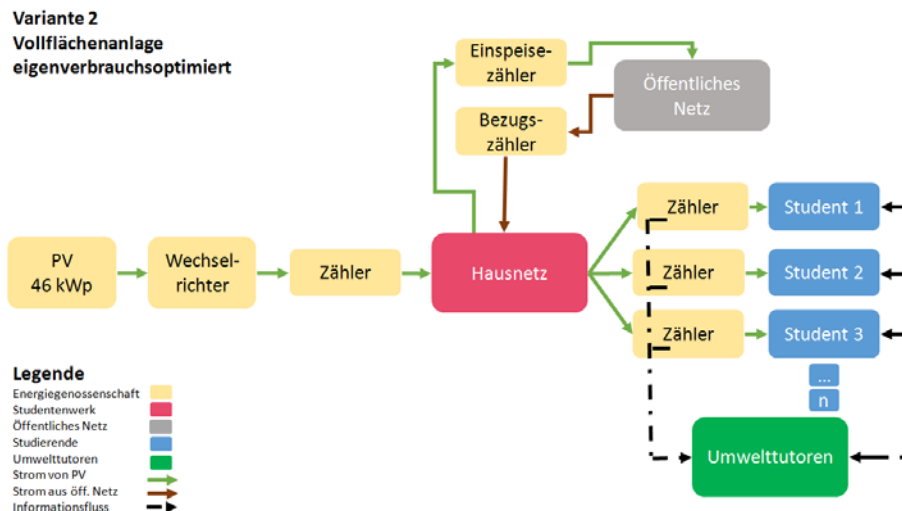 Variante 2
Vollflächenanlage
eigenverbrauchsoptimiert
Einspeise-
zähler
Öffentliches
Netz
Bezugs-
zähler
Zähler
Student 1
PV
46 kWp
Wechsel-
richter
Zähler
Hausnetz
Zähler
Student 2
Zähler
Student 3
...
n
Umwelttutoren
Legende
Energiegenossenschaft
Studentenwerk
Öffentliches Netz
Studierende
Umwelttutoren
Strom von PV
Strom aus öff. Netz
Informationsfluss